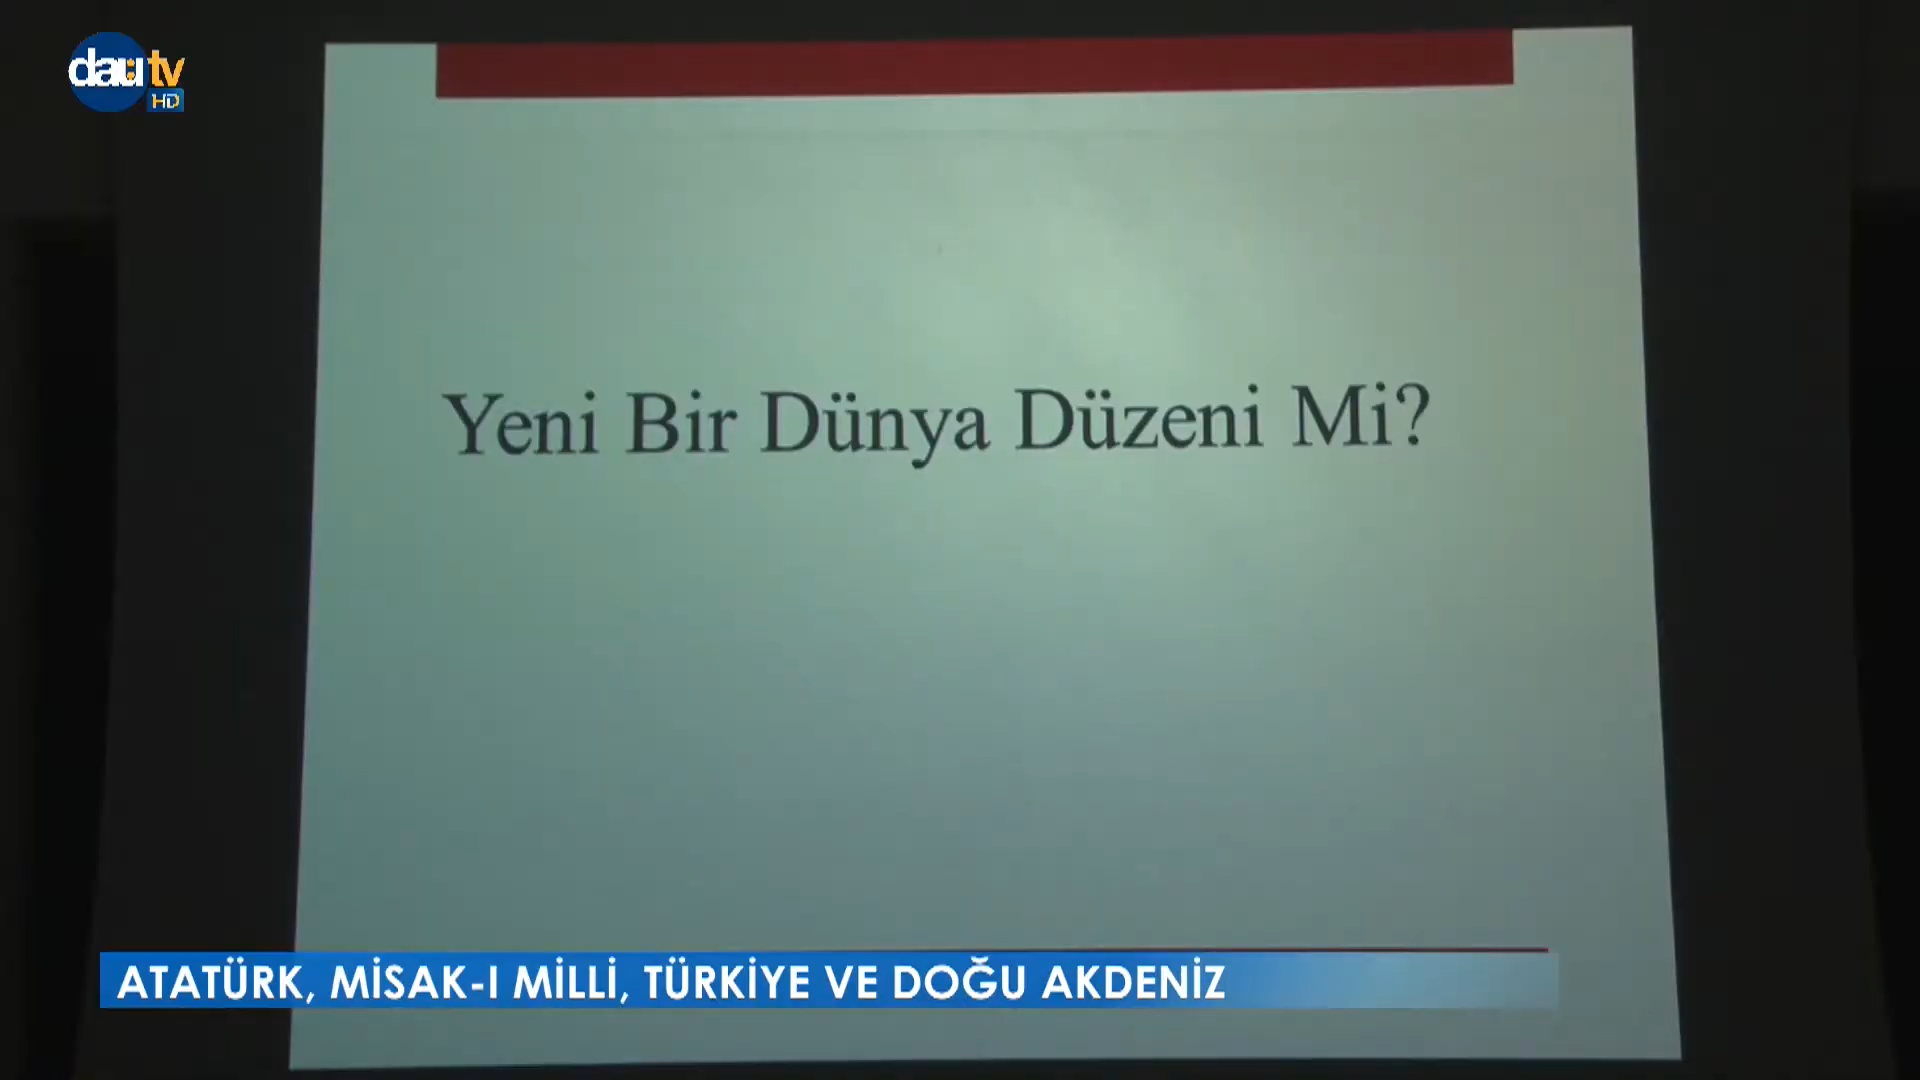 dau:tv
HD
Yeni Bir Dünya Düzeni Mi?
ATATÜRK, MİSAK-I MİLLİ, TÜRKİYE VE DOĞU AKDENİZ